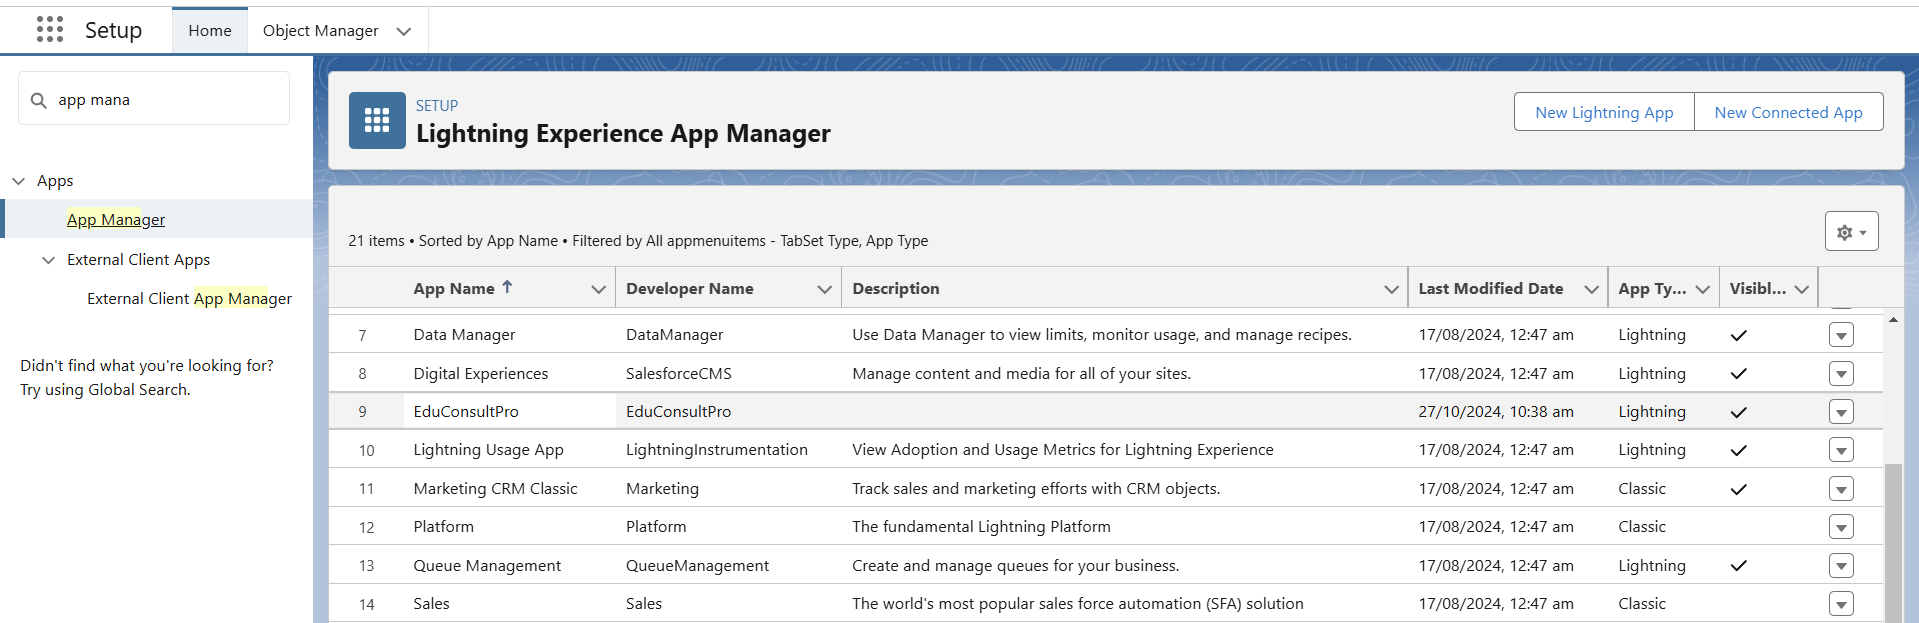 Setup Home Object Manager
app mana
SETUP
Lightning Experience App Manager
New Lightning App New Connected App
Apps
App Manager
External Client Apps
External Client App Manager
Didn't find what you're looking for?
Try using Global Search.
21 items • Sorted by App Name • Filtered by All appmenuitems - TabSet Type, App Type
App Name Developer Name Description Last Modified Date App Ty... Visibl...
7 Data Manager DataManager Use Data Manager to view limits, monitor usage, and manage recipes. 17/08/2024, 12:47 am Lightning
8 Digital Experiences SalesforceCMS Manage content and media for all of your sites. 17/08/2024, 12:47 am Lightning
9 EduConsultPro EduConsultPro 27/10/2024, 10:38 am Lightning
10 Lightning Usage App LightningInstrumentation View Adoption and Usage Metrics for Lightning Experience 17/08/2024, 12:47 am Lightning
11 Marketing CRM Classic Marketing Track sales and marketing efforts with CRM objects. 17/08/2024, 12:47 am Classic
12 Platform Platform The fundamental Lightning Platform 17/08/2024, 12:47 am Classic
13 Queue Management QueueManagement Create and manage queues for your business. 17/08/2024, 12:47 am Lightning
14 Sales Sales The world's most popular sales force automation (SFA) solution 17/08/2024, 12:47 am Classic